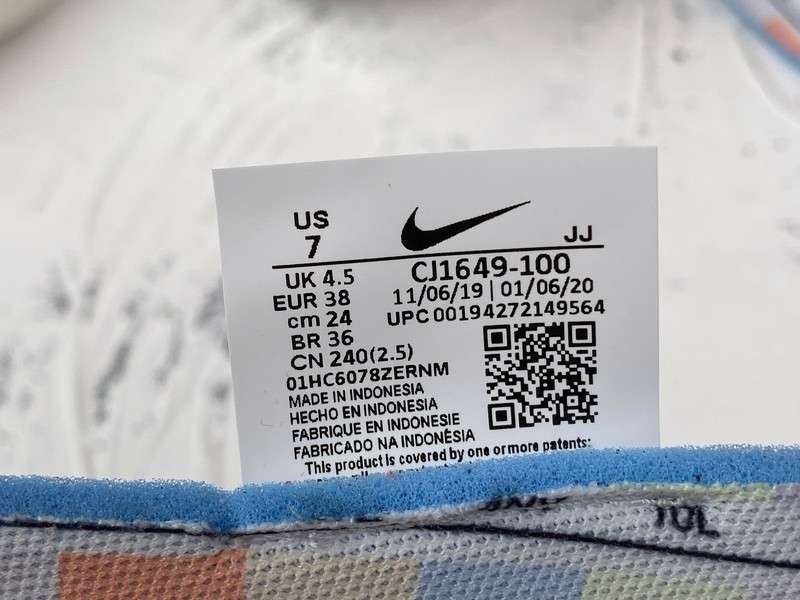 US
7
JJ
UK 4.5
CJ1649-100
EUR 38
11/06/19 | 01/06/20
cm 24
UPC 00194272149564
BR 36
CN 240(2.5)
01HC6078ZERNM
MADE IN INDONESIA
HECHO EN INDONESIA
FABRIQUE EN INDONESIE
FABRICADO NA INDONÉSIA
This product is covered by one or more patents: